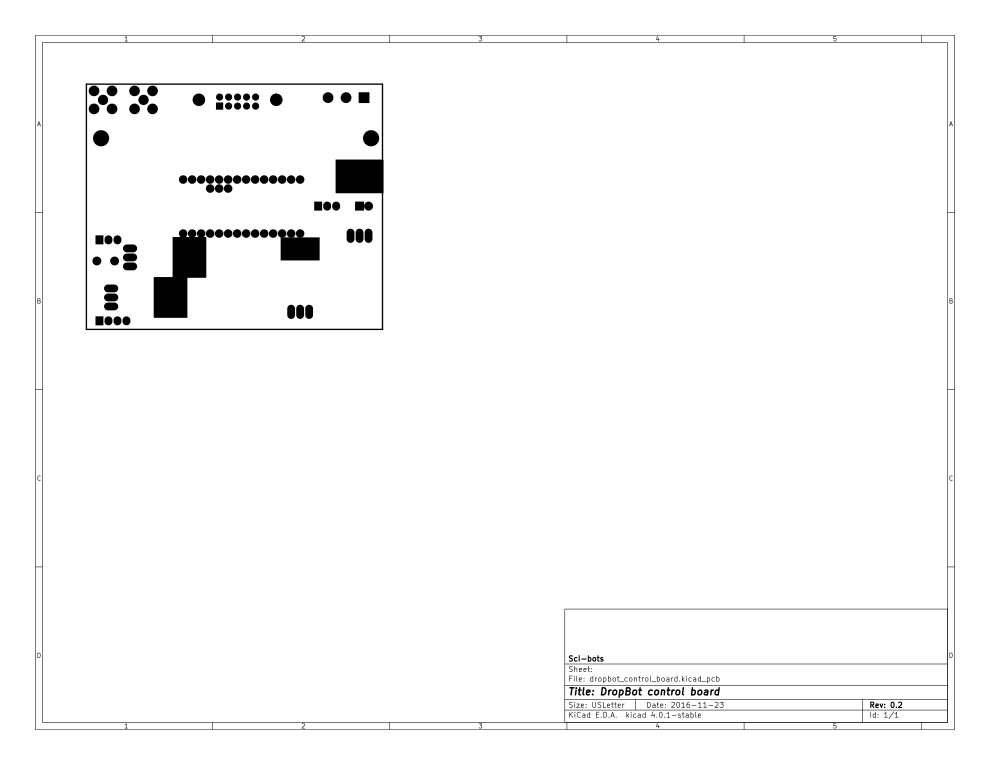 1 2 3 4 5
A A
B B
C C
D D
Sci-bots
Sheet:
File: dropbot_control_board.kicad_pcb
Title: DropBot control board
Size: USLetter Date: 2016-11-23 Rev: 0.2
KiCad E.D.A. kicad 4.0.1-stable Id: 1/1
1 2 3 4 5